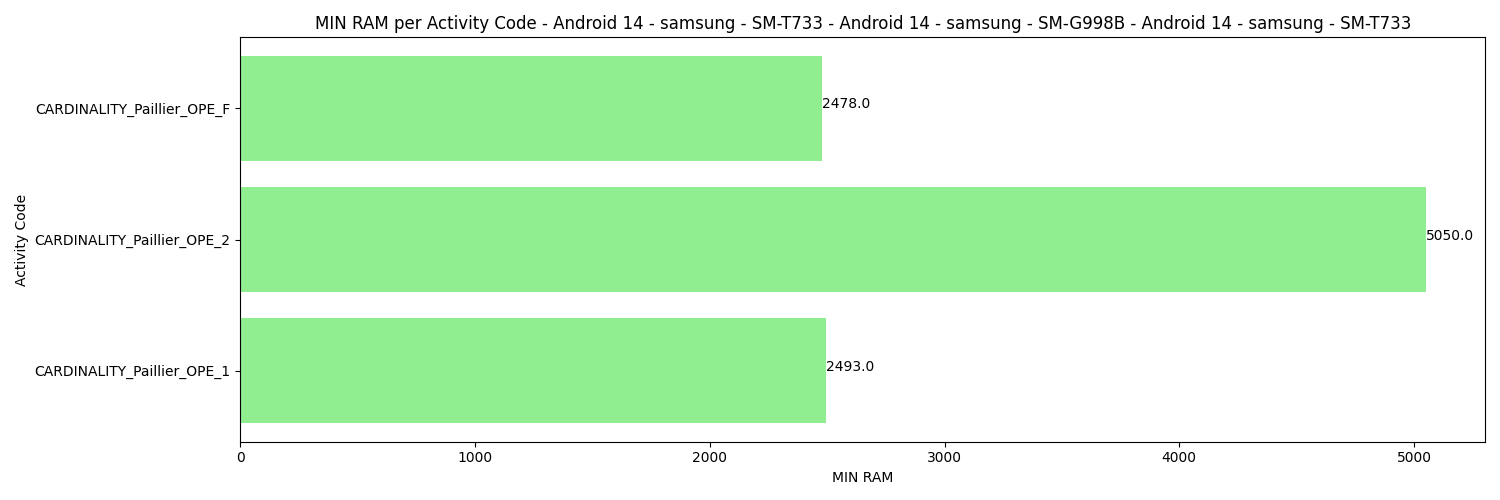 MIN RAM per Activity Code - Android 14 - samsung - SM-T733 - Android 14 - samsung - SM-G998B - Android 14 - samsung - SM-T733
CARDINALITY_Paillier_OPE_F
2478.0
CARDINALITY_Paillier_OPE_2
5050.0
CARDINALITY_Paillier_OPE_1
2493.0
Activity Code
0 1000 2000 3000 4000 5000
MIN RAM